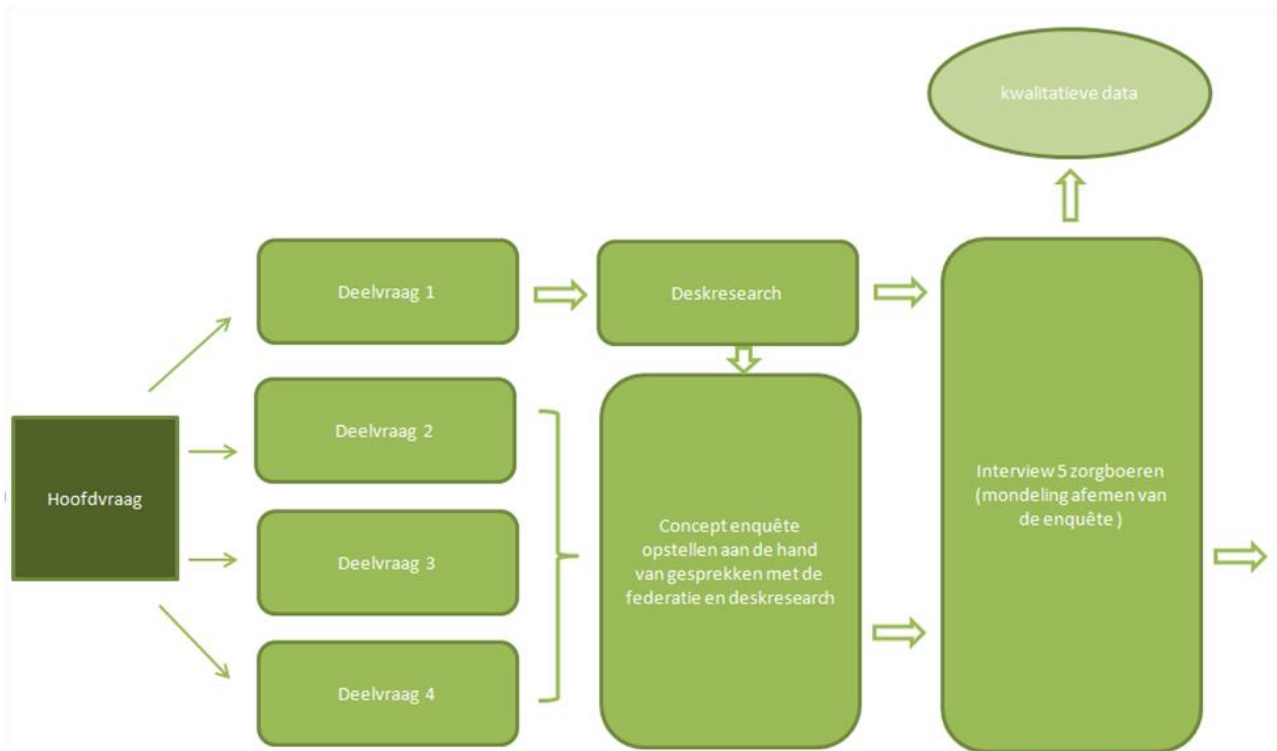 kwalitatieve data
Deelvraag 1
Deskresearch
Deelvraag 2
Hoofdvraag
Deelvraag 3
Deelvraag 4
Concept enquête
opstellen aan de hand
van gesprekken met de
federatie en deskresearch
Interview 5 zorgboeren
(mondeling afemen van
de enquête )